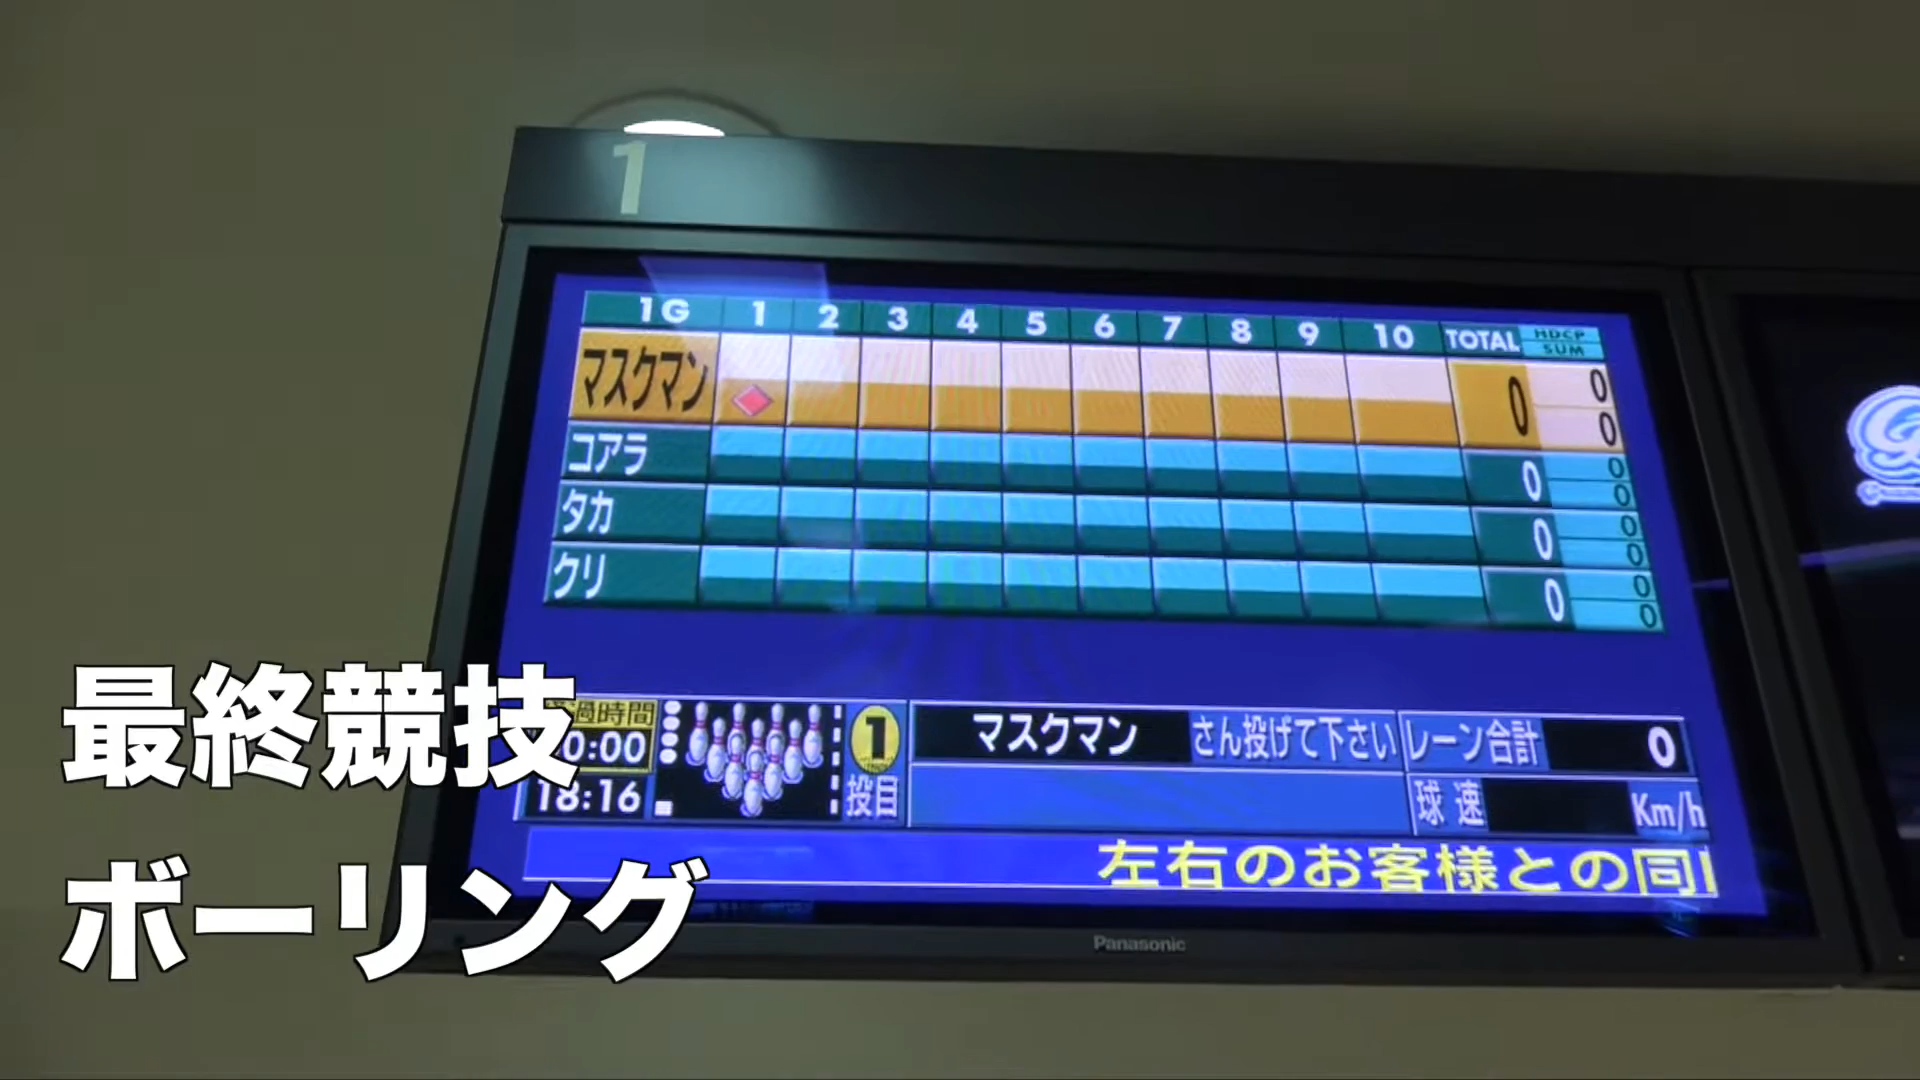 1
1G 1 2 3 4 5 6 7 8 9 10 TOTAL HDCP SUM
マスクマン 0 0 0
コアラ 0 0 0
タカ 0 0 0
クリ 0 0 0
過時間
0:00
18:16
1
投目
マスクマン さん投げて下さい
レーン合計 0
球速 Km/h
左右のお客様との同
Panasonic
最終競技
ボーリング